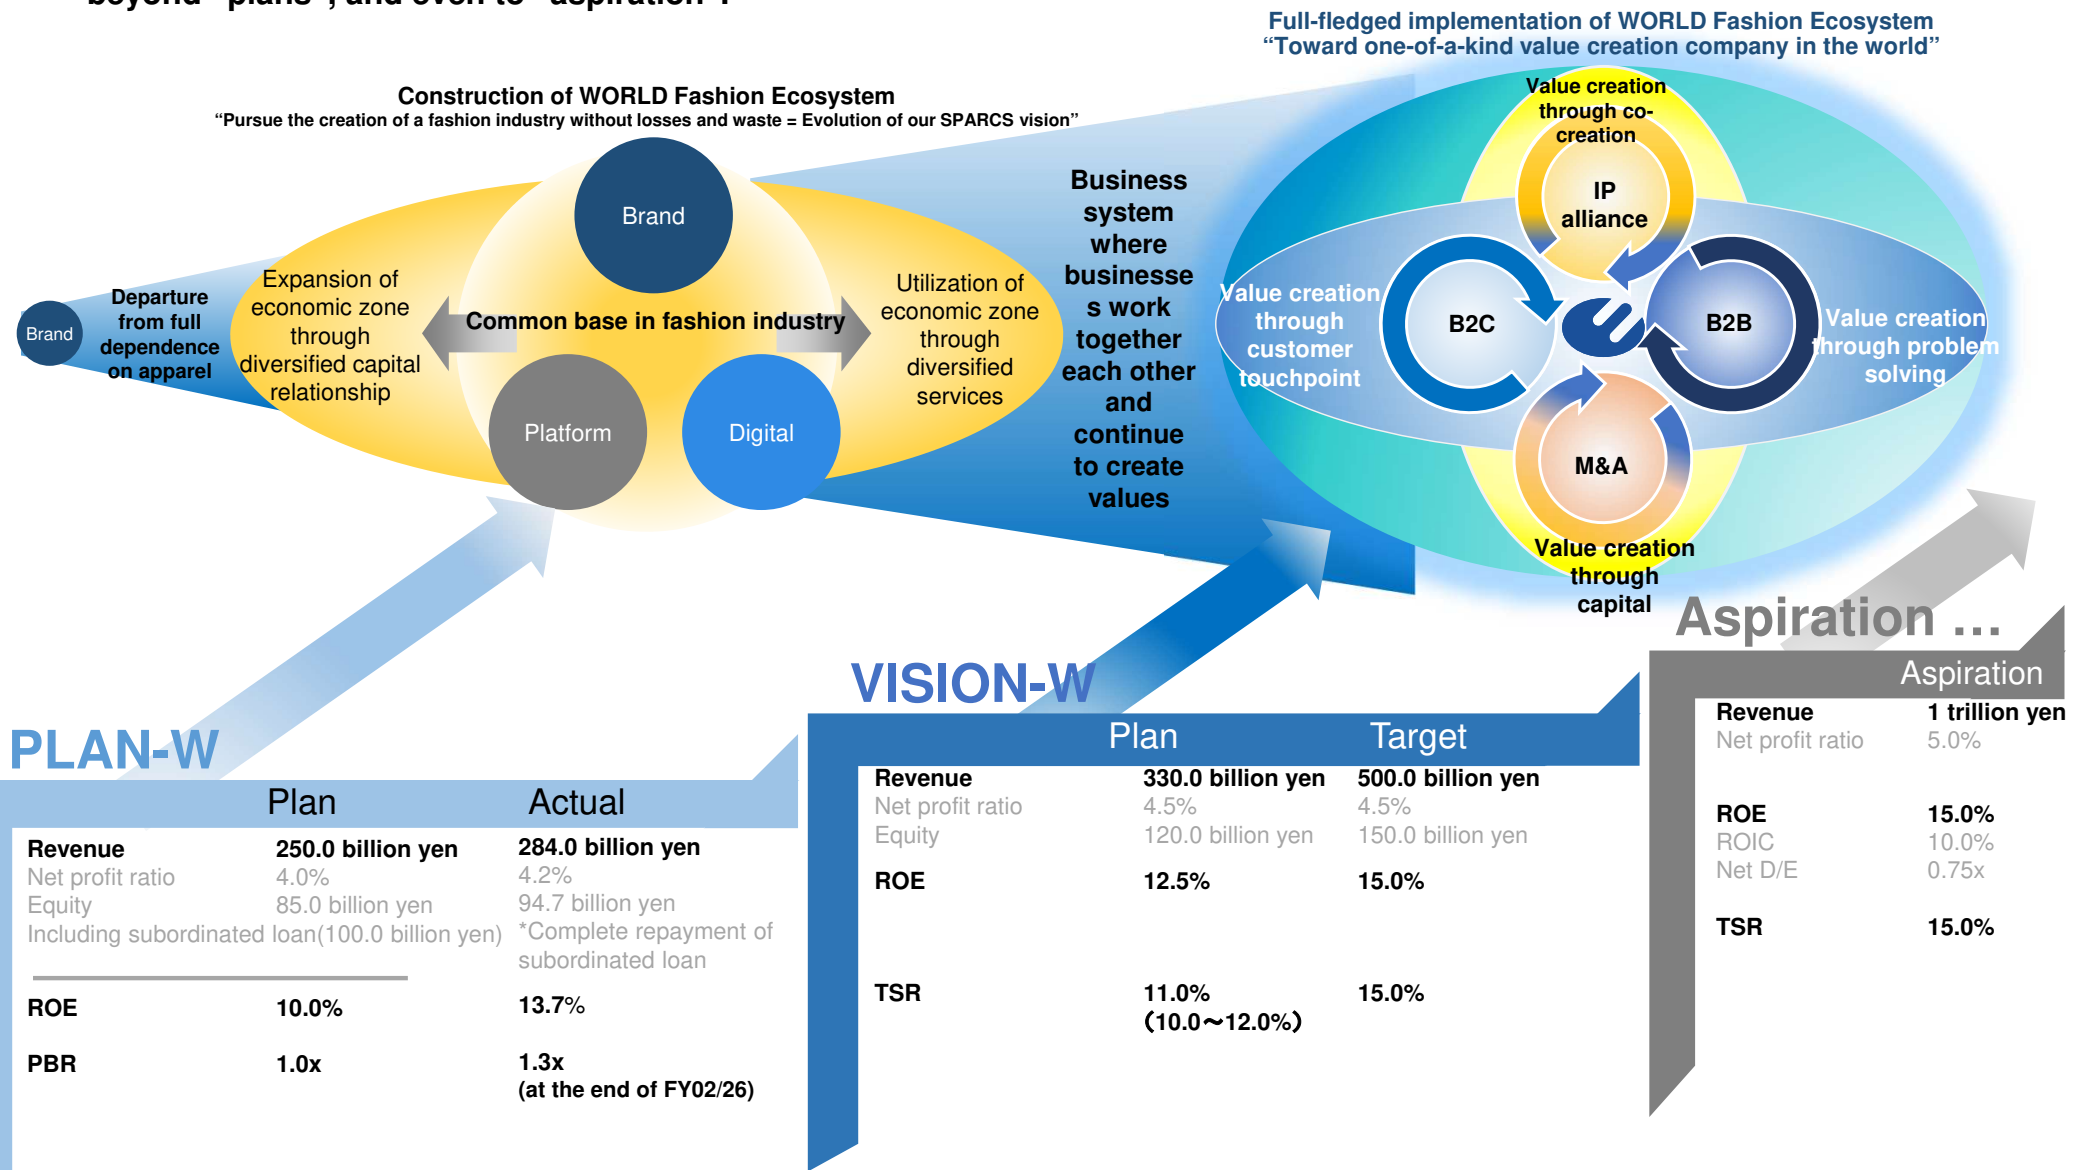 beyond "plans", and even to "aspiration".
Full-fledged implementation of WORLD Fashion Ecosystem
“Toward one-of-a-kind value creation company in the world”
Construction of WORLD Fashion Ecosystem
“Pursue the creation of a fashion industry without losses and waste = Evolution of our SPARCS vision”
Brand
Departure
from full
dependence
on apparel
Expansion of
economic zone
through
diversified capital
relationship
Brand
Common base in fashion industry
Platform
Digital
Utilization of
economic zone
through
diversified
services
Business
system
where
businesse
s work
together
each other
and
continue
to create
values
Value creation
through co-
creation
IP
alliance
Value creation
through
customer
touchpoint
B2C
B2B
Value creation
through problem
solving
M&A
Value creation
through
capital
PLAN-W
Plan Actual
Revenue 250.0 billion yen 284.0 billion yen
Net profit ratio 4.0% 4.2%
Equity 85.0 billion yen 94.7 billion yen
Including subordinated loan(100.0 billion yen) *Complete repayment of
subordinated loan
ROE 10.0% 13.7%
PBR 1.0x 1.3x
(at the end of FY02/26)
VISION-W
Plan Target
Revenue 330.0 billion yen 500.0 billion yen
Net profit ratio 4.5% 4.5%
Equity 120.0 billion yen 150.0 billion yen
ROE 12.5% 15.0%
TSR 11.0% 15.0%
（10.0～12.0%）
Aspiration …
Aspiration
Revenue 1 trillion yen
Net profit ratio 5.0%
ROE 15.0%
ROIC 10.0%
Net D/E 0.75x
TSR 15.0%